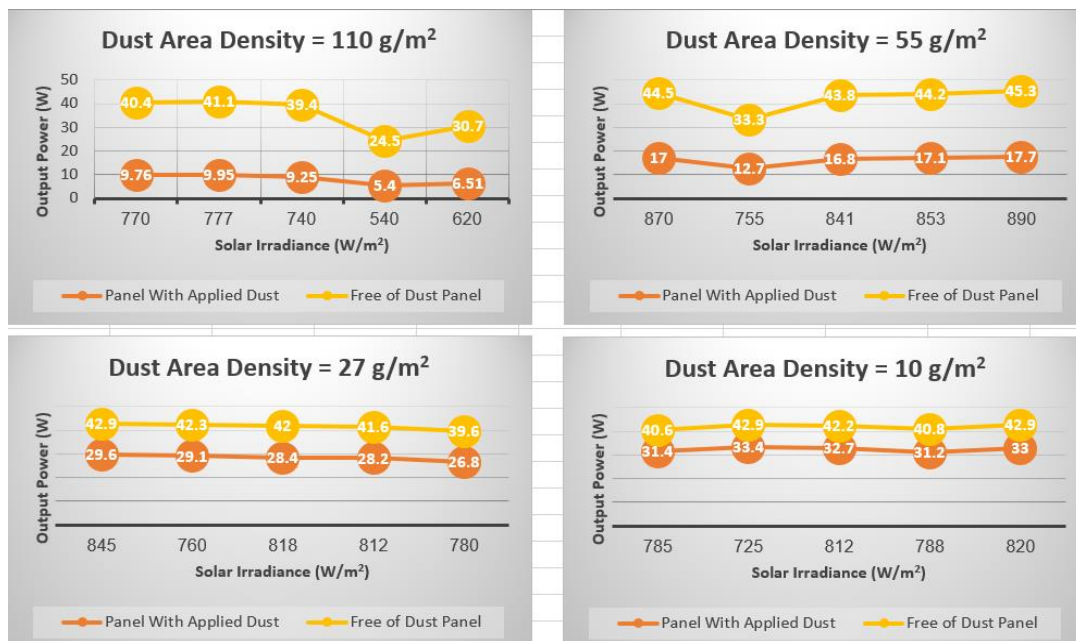 Dust Area Density = 110 g/m²
Output Power (W)
50
40
30
20
10
0
40.4 41.1 39.4 24.5 30.7
9.76 9.95 9.25 5.4 6.51
770 777 740 540 620
Solar Irradiance (W/m²)
Panel With Applied Dust Free of Dust Panel
Dust Area Density = 55 g/m²
Output Power (W)
44.5 33.3 43.8 44.2 45.3
17 12.7 16.8 17.1 17.7
870 755 841 853 890
Solar Irradiance (W/m²)
Panel With Applied Dust Free of Dust Panel
Dust Area Density = 27 g/m²
Output Power (W)
42.9 42.3 42 41.6 39.6
29.6 29.1 28.4 28.2 26.8
845 760 818 812 780
Solar Irradiance (W/m²)
Panel With Applied Dust Free of Dust Panel
Dust Area Density = 10 g/m²
Output Power (W)
40.6 42.9 42.2 40.8 42.9
31.4 33.4 32.7 31.2 33
785 725 812 788 820
Solar Irradiance (W/m²)
Panel With Applied Dust Free of Dust Panel